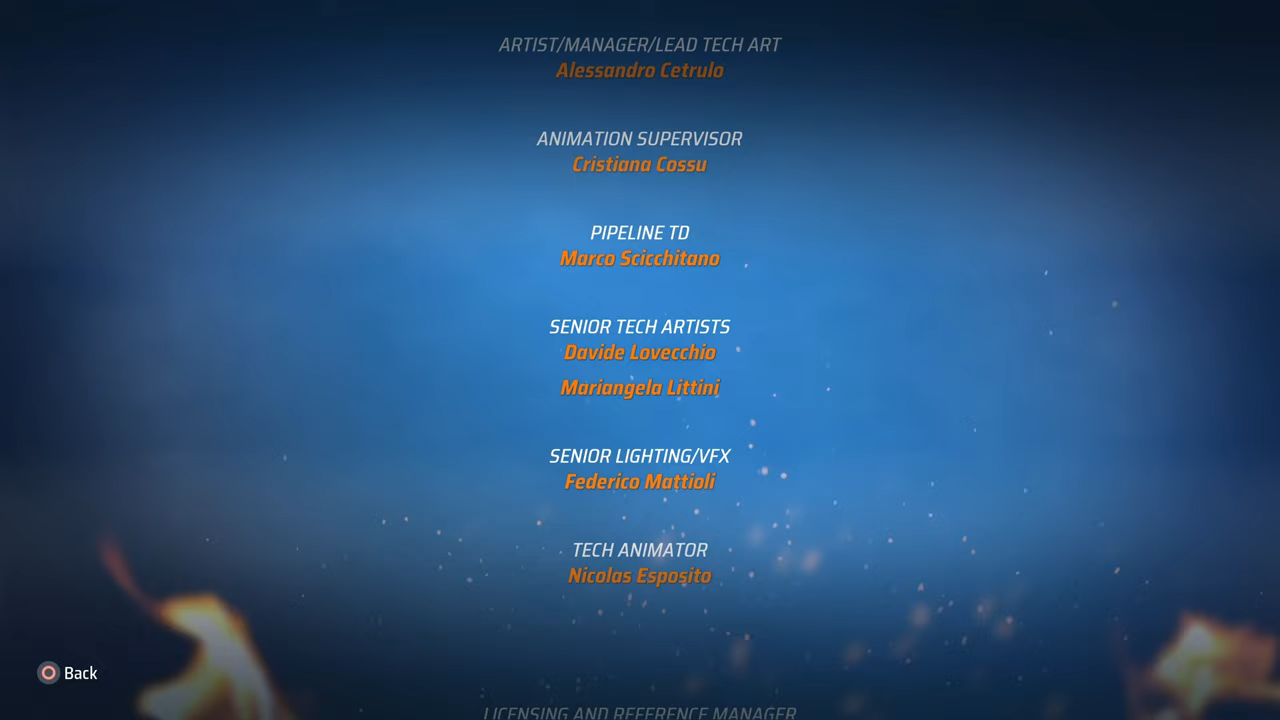 ARTIST/MANAGER/LEAD TECH ART
Alessandro Cetrulo
ANIMATION SUPERVISOR
Cristiana Cossu
PIPELINE TD
Marco Scicchitano
SENIOR TECH ARTISTS
Davide Lovecchio
Mariangela Littini
SENIOR LIGHTING/VFX
Federico Mattioli
TECH ANIMATOR
Nicolas Esposito
Back
LICENSING AND REFERENCE MANAGER